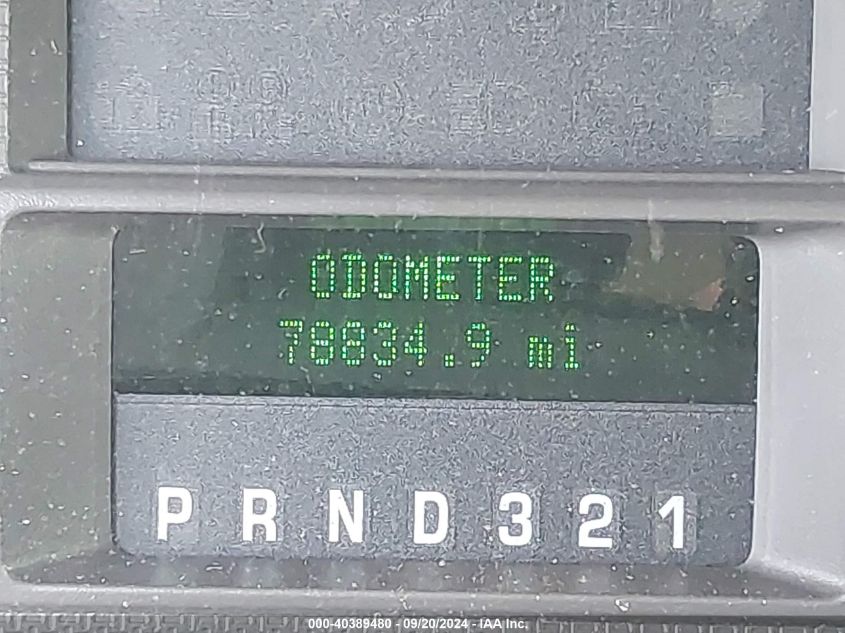 ODOMETER
78834.9 mi
P R N D 3 2 1
000-40389480 - 09/20/2024 - IAA Inc.